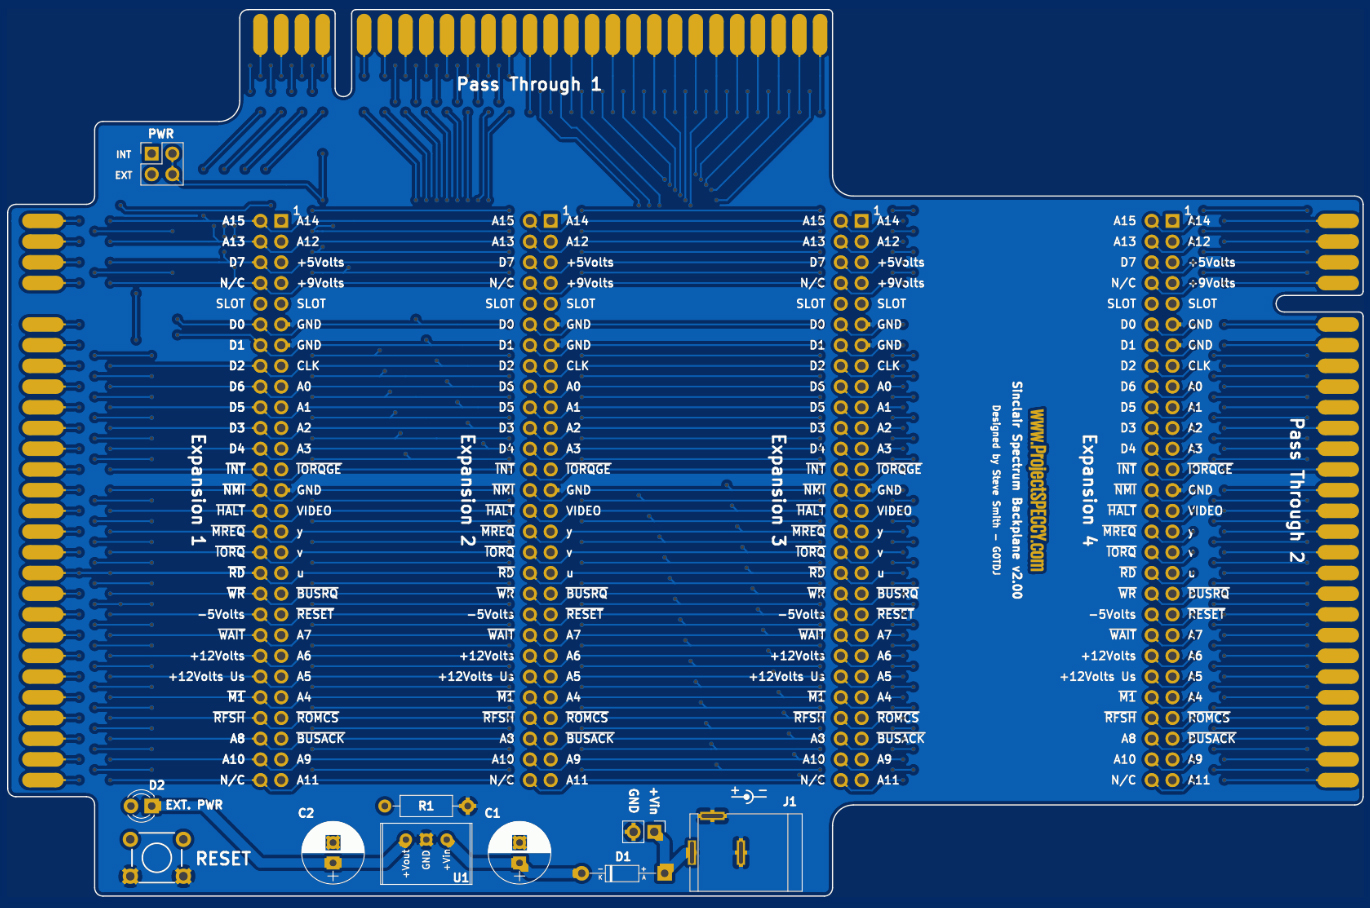 Pass Through 1
PWR
INT
EXT
1
1
1
1
A15 A14 A15 A14 A15 A14 A15 A14
A13 A12 A13 A12 A13 A12 A13 A12
D7 +5Volts D7 +5Volts D7 +5Volts D7 +5Volts
N/C +9Volts N/C +9Volts N/C +9Volts N/C +9Volts
SLOT SLOT SLOT SLOT SLOT SLOT SLOT SLOT
D0 GND D0 GND D0 GND D0 GND
D1 GND D1 GND D1 GND D1 GND
D2 CLK D2 CLK D2 CLK D2 CLK
D6 A0 D6 A0 D6 A0 D6 A0
D5 A1 D5 A1 D5 A1 D5 A1
D3 A2 D3 A2 D3 A2 D3 A2
D4 A3 D4 A3 D4 A3 D4 A3
INT IORQGE INT IORQGE INT IORQGE INT IORQGE
NMI GND NMI GND NMI GND NMI GND
HALT VIDEO HALT VIDEO HALT VIDEO HALT VIDEO
MREQ y MREQ y MREQ y MREQ y
IORQ v IORQ v IORQ v IORQ v
RD u RD u RD u RD u
WR BUSRQ WR BUSRQ WR BUSRQ WR BUSRQ
-5Volts RESET -5Volts RESET -5Volts RESET -5Volts RESET
WAIT A7 WAIT A7 WAIT A7 WAIT A7
+12Volts A6 +12Volts A6 +12Volts A6 +12Volts A6
+12Volts Us A5 +12Volts Us A5 +12Volts Us A5 +12Volts Us A5
M1 A4 M1 A4 M1 A4 M1 A4
RFSH ROMCS RFSH ROMCS RFSH ROMCS RFSH ROMCS
A8 BUSACK A8 BUSACK A8 BUSACK A8 BUSACK
A10 A9 A10 A9 A10 A9 A10 A9
N/C A11 N/C A11 N/C A11 N/C A11
Expansion 1
Expansion 2
Expansion 3
Expansion 4
www.ProjectSPECCY.com
Sinclair Spectrum Backplane v2.00
Designed by Steve Smith - G0TDJ
Pass Through 2
D2
EXT. PWR
RESET
C2
R1
+Vout
GND
+Vin
U1
C1
GND
+Vin
D1
K
A
+ -
J1
+
+